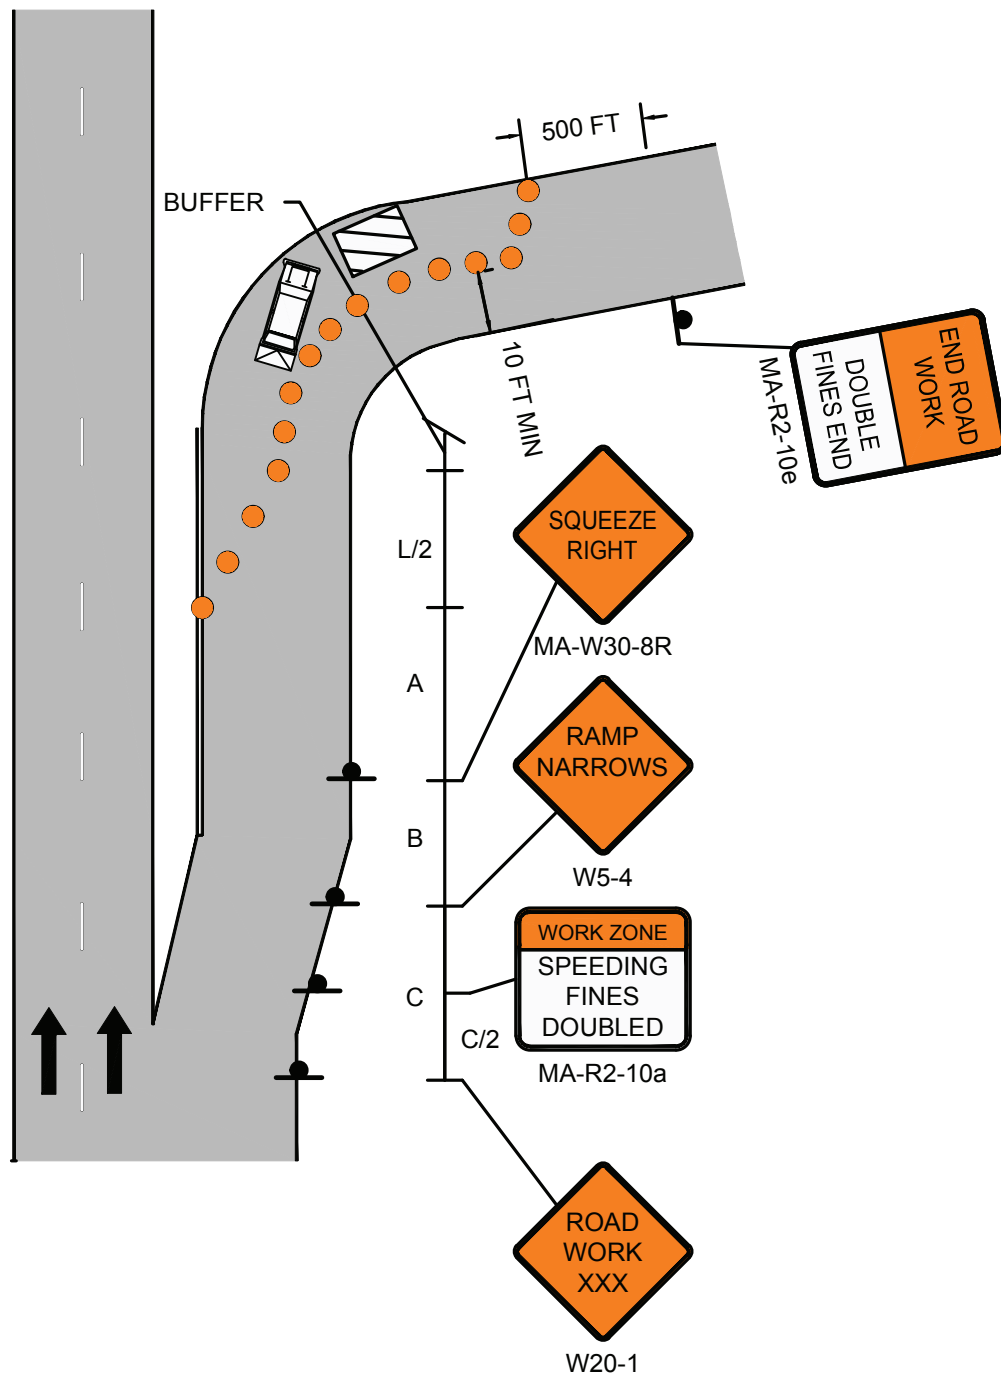 500 FT
BUFFER
10 FT MIN
END ROAD
WORK
DOUBLE
FINES END
MA-R2-10e
L/2
SQUEEZE
RIGHT
MA-W30-8R
A
RAMP
NARROWS
W5-4
B
WORK ZONE
SPEEDING
FINES
DOUBLED
MA-R2-10a
C
C/2
ROAD
WORK
XXX
W20-1